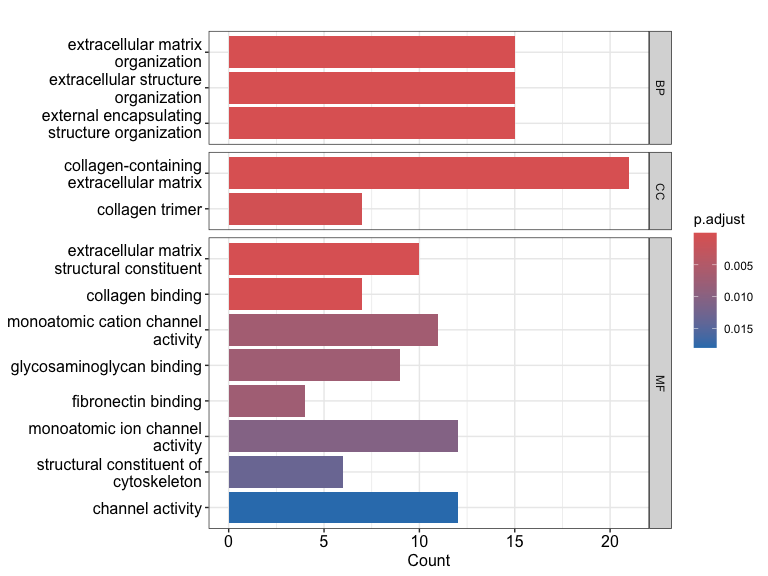 extracellular matrix
organization
extracellular structure
organization
external encapsulating
structure organization
BP
collagen-containing
extracellular matrix
collagen trimer
CC
extracellular matrix
structural constituent
collagen binding
monoatomic cation channel
activity
glycosaminoglycan binding
fibronectin binding
monoatomic ion channel
activity
structural constituent of
cytoskeleton
channel activity
MF
0 5 10 15 20
Count
p.adjust
0.005
0.010
0.015